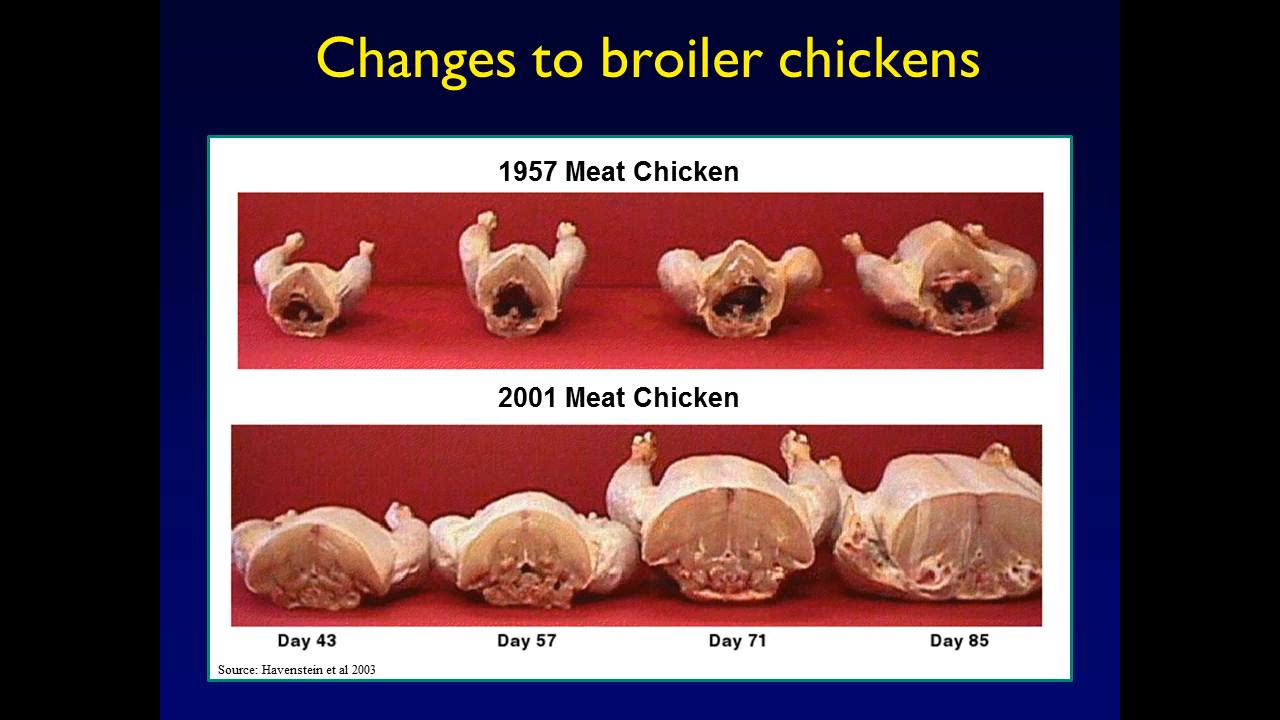 Changes to broiler chickens
1957 Meat Chicken
2001 Meat Chicken
Day 43 Day 57 Day 71 Day 85
Source: Havenstein et al 2003